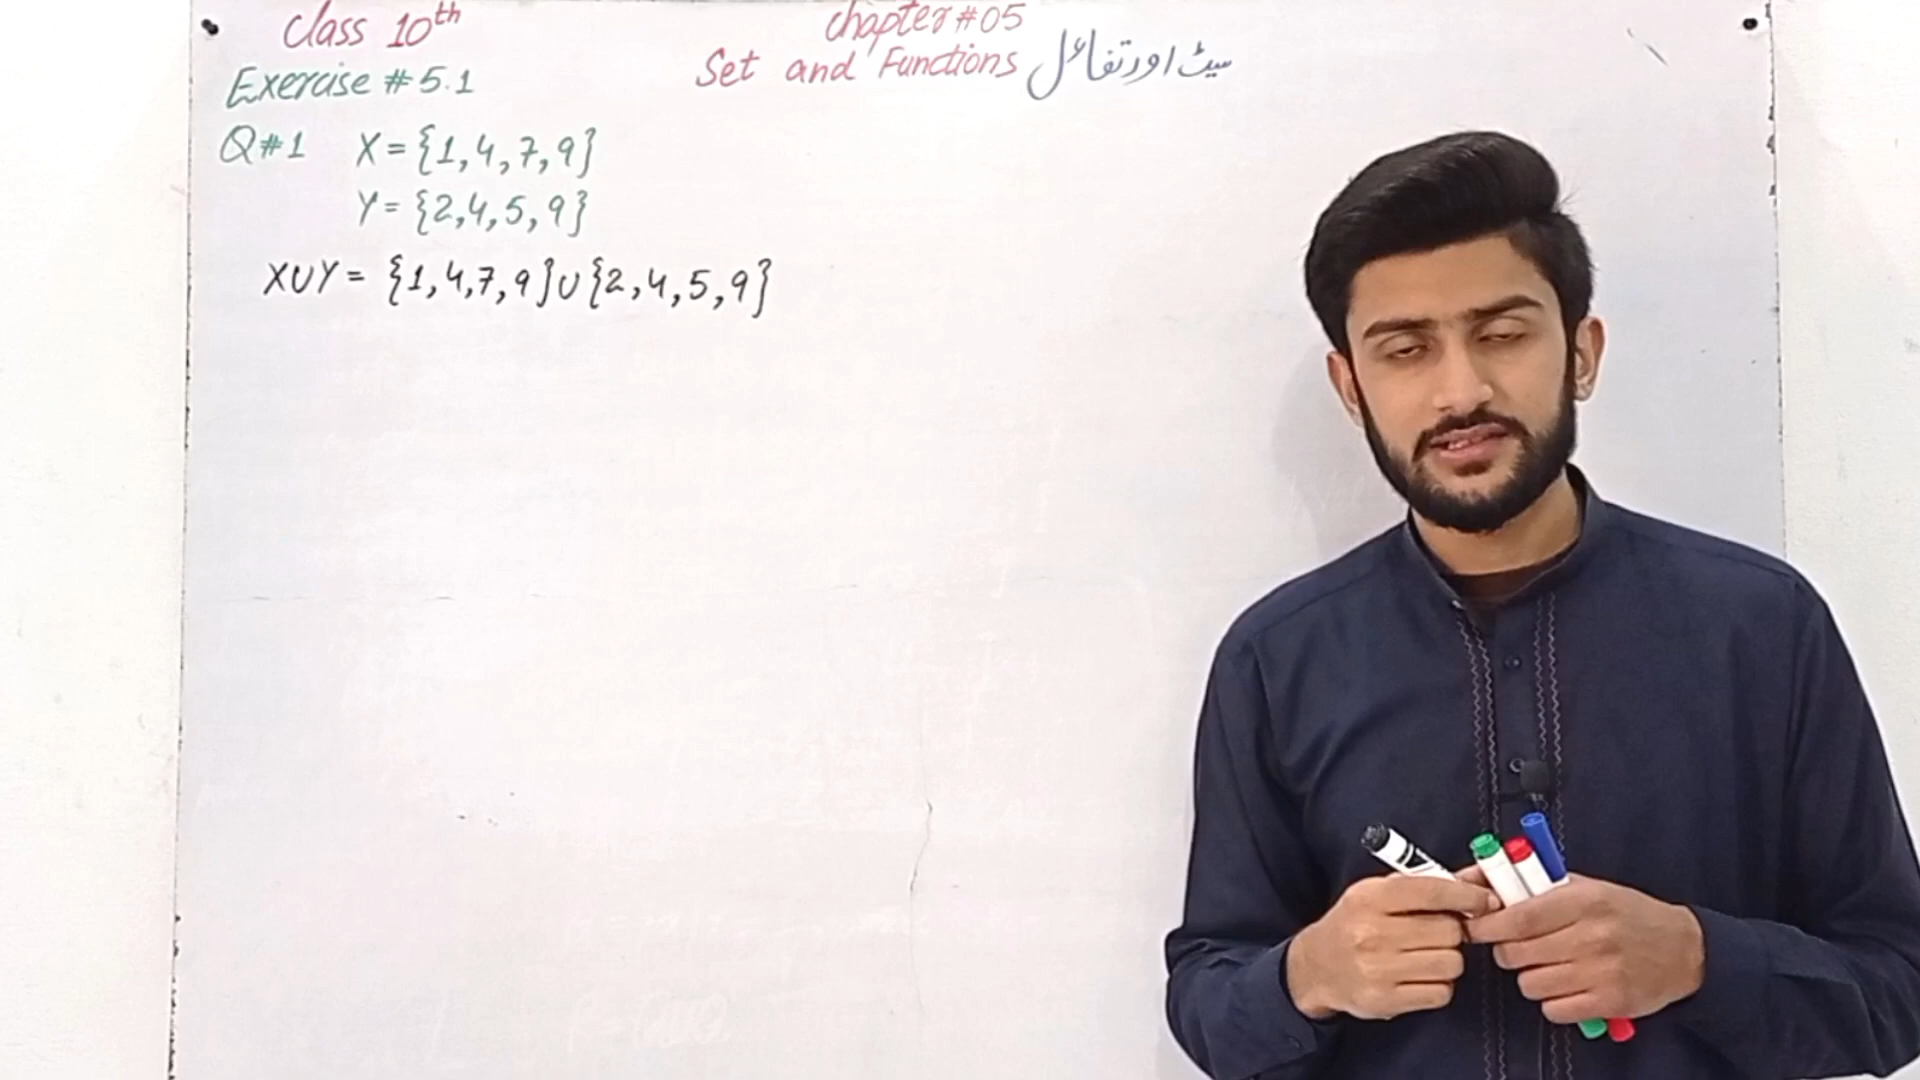 Class 10th
Chapter # 05
Set and Functions سیٹ اور تفاعل
Exercise # 5.1
Q#1 X = {1,4,7,9}
Y = {2,4,5,9}
X∪Y = {1,4,7,9}∪{2,4,5,9}